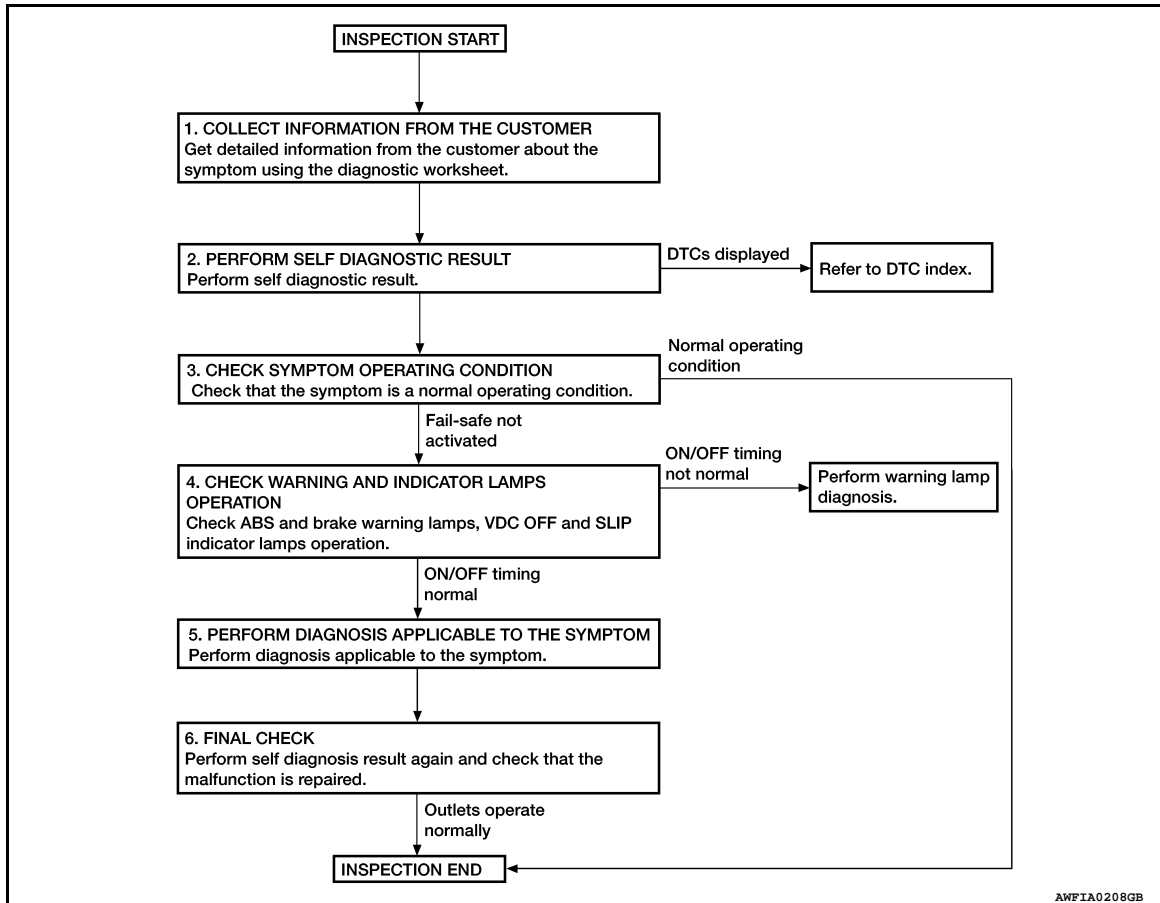 INSPECTION START
1. COLLECT INFORMATION FROM THE CUSTOMER
Get detailed information from the customer about the
symptom using the diagnostic worksheet.
2. PERFORM SELF DIAGNOSTIC RESULT
Perform self diagnostic result.
DTCs displayed
Refer to DTC index.
3. CHECK SYMPTOM OPERATING CONDITION
Check that the symptom is a normal operating condition.
Normal operating
condition
Fail-safe not
activated
4. CHECK WARNING AND INDICATOR LAMPS
OPERATION
Check ABS and brake warning lamps, VDC OFF and SLIP
indicator lamps operation.
ON/OFF timing
not normal
Perform warning lamp
diagnosis.
ON/OFF timing
normal
5. PERFORM DIAGNOSIS APPLICABLE TO THE SYMPTOM
Perform diagnosis applicable to the symptom.
6. FINAL CHECK
Perform self diagnosis result again and check that the
malfunction is repaired.
Outlets operate
normally
INSPECTION END
AWFIA0208GB